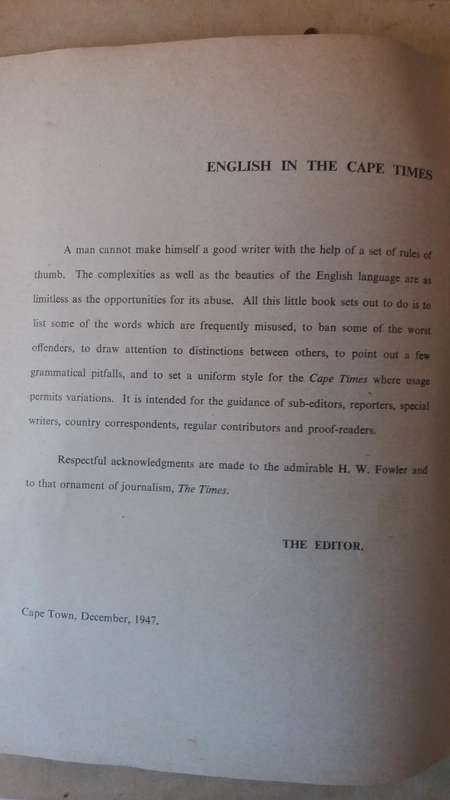 ENGLISH IN THE CAPE TIMES
A man cannot make himself a good writer with the help of a set of rules of
thumb. The complexities as well as the beauties of the English language are as
limitless as the opportunities for its abuse. All this little book sets out to do is to
list some of the words which are frequently misused, to ban some of the worst
offenders, to draw attention to distinctions between others, to point out a few
grammatical pitfalls, and to set a uniform style for the Cape Times where usage
permits variations. It is intended for the guidance of sub-editors, reporters, special
writers, country correspondents, regular contributors and proof-readers.
Respectful acknowledgments are made to the admirable H. W. Fowler and
to that ornament of journalism, The Times.
THE EDITOR.
Cape Town, December, 1947.